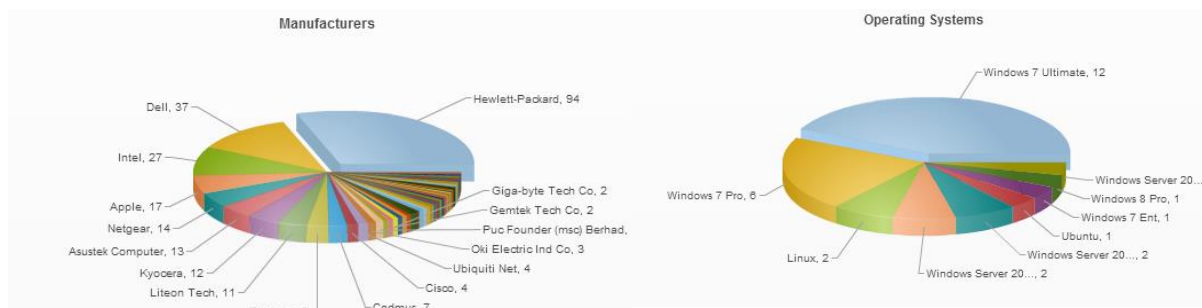 Manufacturers
Hewlett-Packard, 94
Dell, 37
Intel, 27
Apple, 17
Netgear, 14
Asustek Computer, 13
Kyocera, 12
Liteon Tech, 11
Cadmus, 7
Cisco, 4
Ubiquiti Net, 4
Oki Electric Ind Co, 3
Puc Founder (msc) Berhad,
Gemtek Tech Co, 2
Giga-byte Tech Co, 2
Operating Systems
Windows 7 Ultimate, 12
Windows 7 Pro, 6
Linux, 2
Windows Server 20..., 2
Windows Server 20..., 2
Ubuntu, 1
Windows 7 Ent, 1
Windows 8 Pro, 1
Windows Server 20...